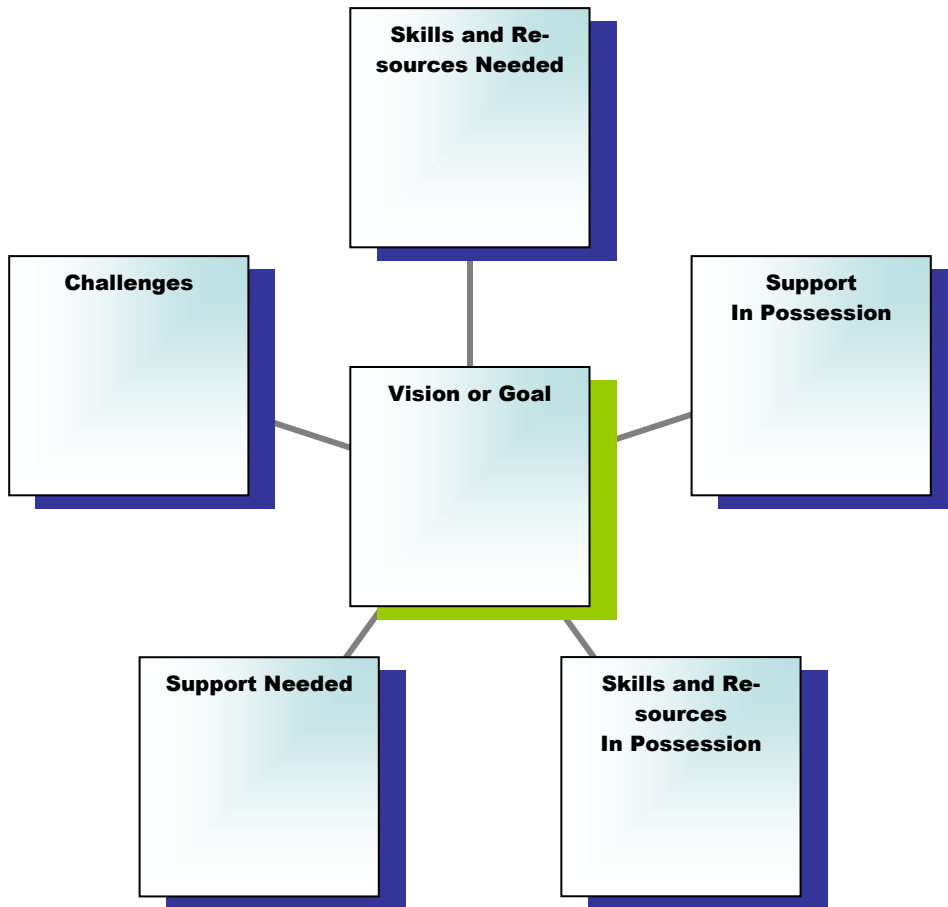 Skills and Re-
sources Needed
Challenges
Support
In Possession
Vision or Goal
Support Needed
Skills and Re-
sources
In Possession